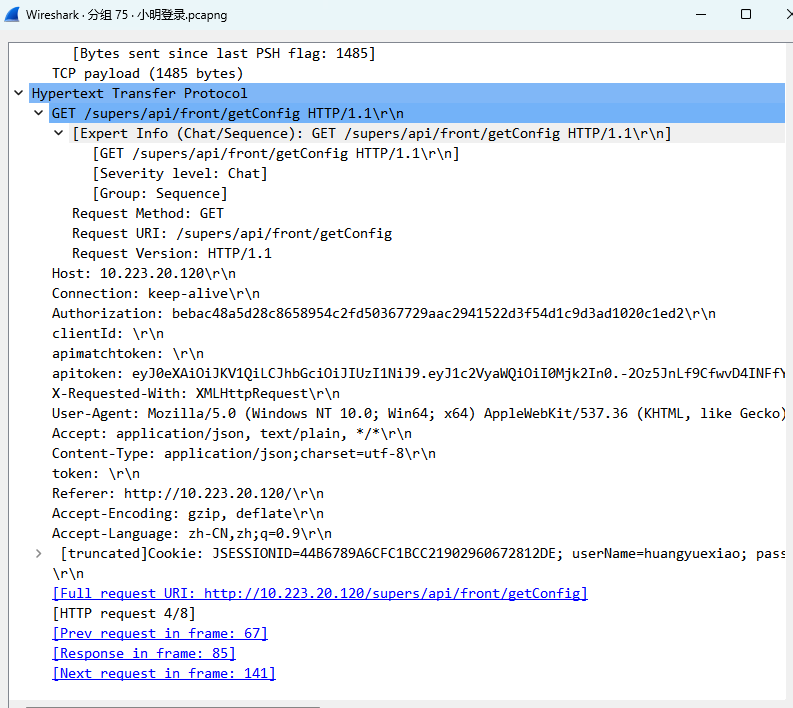 Wireshark · 分组 75 · 小明登录.pcapng
[Bytes sent since last PSH flag: 1485]
TCP payload (1485 bytes)
Hypertext Transfer Protocol
GET /supers/api/front/getConfig HTTP/1.1\r\n
[Expert Info (Chat/Sequence): GET /supers/api/front/getConfig HTTP/1.1\r\n]
[GET /supers/api/front/getConfig HTTP/1.1\r\n]
[Severity level: Chat]
[Group: Sequence]
Request Method: GET
Request URI: /supers/api/front/getConfig
Request Version: HTTP/1.1
Host: 10.223.20.120\r\n
Connection: keep-alive\r\n
Authorization: bebac48a5d28c8658954c2fd50367729aac2941522d3f54d1c9d3ad1020c1ed2\r\n
clientId: \r\n
apimatchtoken: \r\n
apitoken: eyJ0eXAiOiJKV1QiLCJhbGciOiJIUzI1NiJ9.eyJ1c2VyaWQiOiI0Mjk2In0.-2Oz5JnLf9CfwvD4INFfY
X-Requested-With: XMLHttpRequest\r\n
User-Agent: Mozilla/5.0 (Windows NT 10.0; Win64; x64) AppleWebKit/537.36 (KHTML, like Gecko)
Accept: application/json, text/plain, */*\r\n
Content-Type: application/json;charset=utf-8\r\n
token: \r\n
Referer: http://10.223.20.120/\r\n
Accept-Encoding: gzip, deflate\r\n
Accept-Language: zh-CN,zh;q=0.9\r\n
[truncated]Cookie: JSESSIONID=44B6789A6CFC1BCC21902960672812DE; userName=huangyuexiao; pass
\r\n
[Full request URI: http://10.223.20.120/supers/api/front/getConfig]
[HTTP request 4/8]
[Prev request in frame: 67]
[Response in frame: 85]
[Next request in frame: 141]